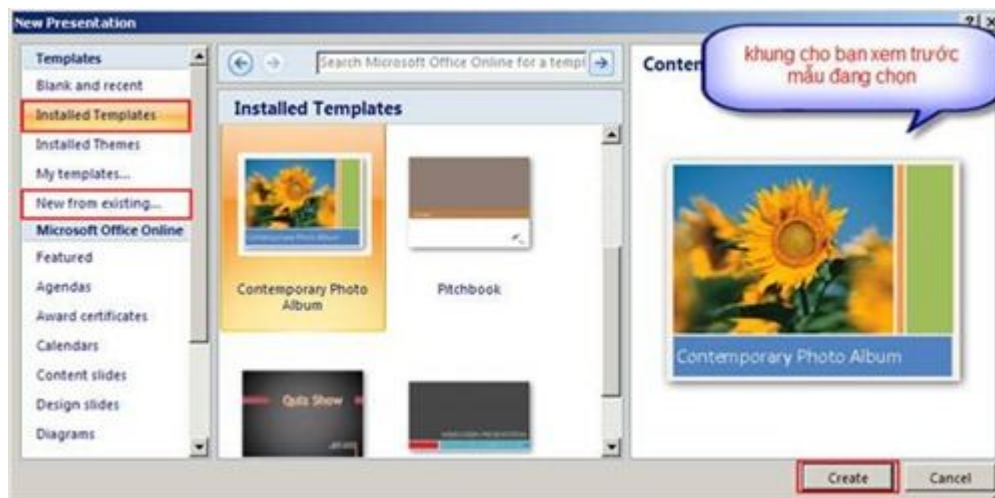 New Presentation
Templates
Blank and recent
Installed Templates
Installed Themes
My templates...
New from existing...
Microsoft Office Online
Featured
Agendas
Award certificates
Calendars
Content slides
Design slides
Diagrams
Search Microsoft Office Online for a templ
Installed Templates
Contemporary Photo
Album
Pitchbook
Quiz Show
Conten
khung cho bạn xem trước
mẫu đang chọn
Contemporary Photo Album
Create
Cancel